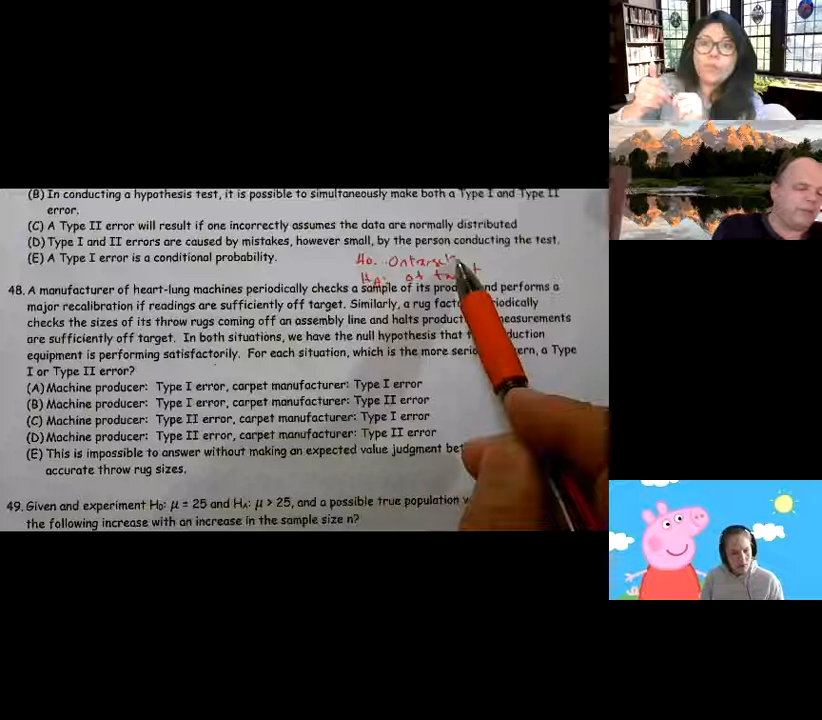 (B) In conducting a hypothesis test, it is possible to simultaneously make both a Type I and Type II
error.
(C) A Type II error will result if one incorrectly assumes the data are normally distributed
(D) Type I and II errors are caused by mistakes, however small, by the person conducting the test.
(E) A Type I error is a conditional probability.
Ho: On target
HA:
48. A manufacturer of heart-lung machines periodically checks a sample of its and performs a
major recalibration if readings are sufficiently off target. Similarly, a rug
checks the sizes of its throw rugs coming off an assembly line and halts measurements
are sufficiently off target. In both situations, we have the null hypothesis that
equipment is performing satisfactorily. For each situation, which is the more a Type
I or Type II error?
(A) Machine producer: Type I error, carpet manufacturer: Type I error
(B) Machine producer: Type I error, carpet manufacturer: Type II error
(C) Machine producer: Type II error, carpet manufacturer: Type I error
(D) Machine producer: Type II error, carpet manufacturer: Type II error
(E) This is impossible to answer without making an expected value judgment
accurate throw rug sizes.
49. Given and experiment H₀: μ = 25 and Hₐ: μ > 25, and a possible true population
the following increase with an increase in the sample size n?